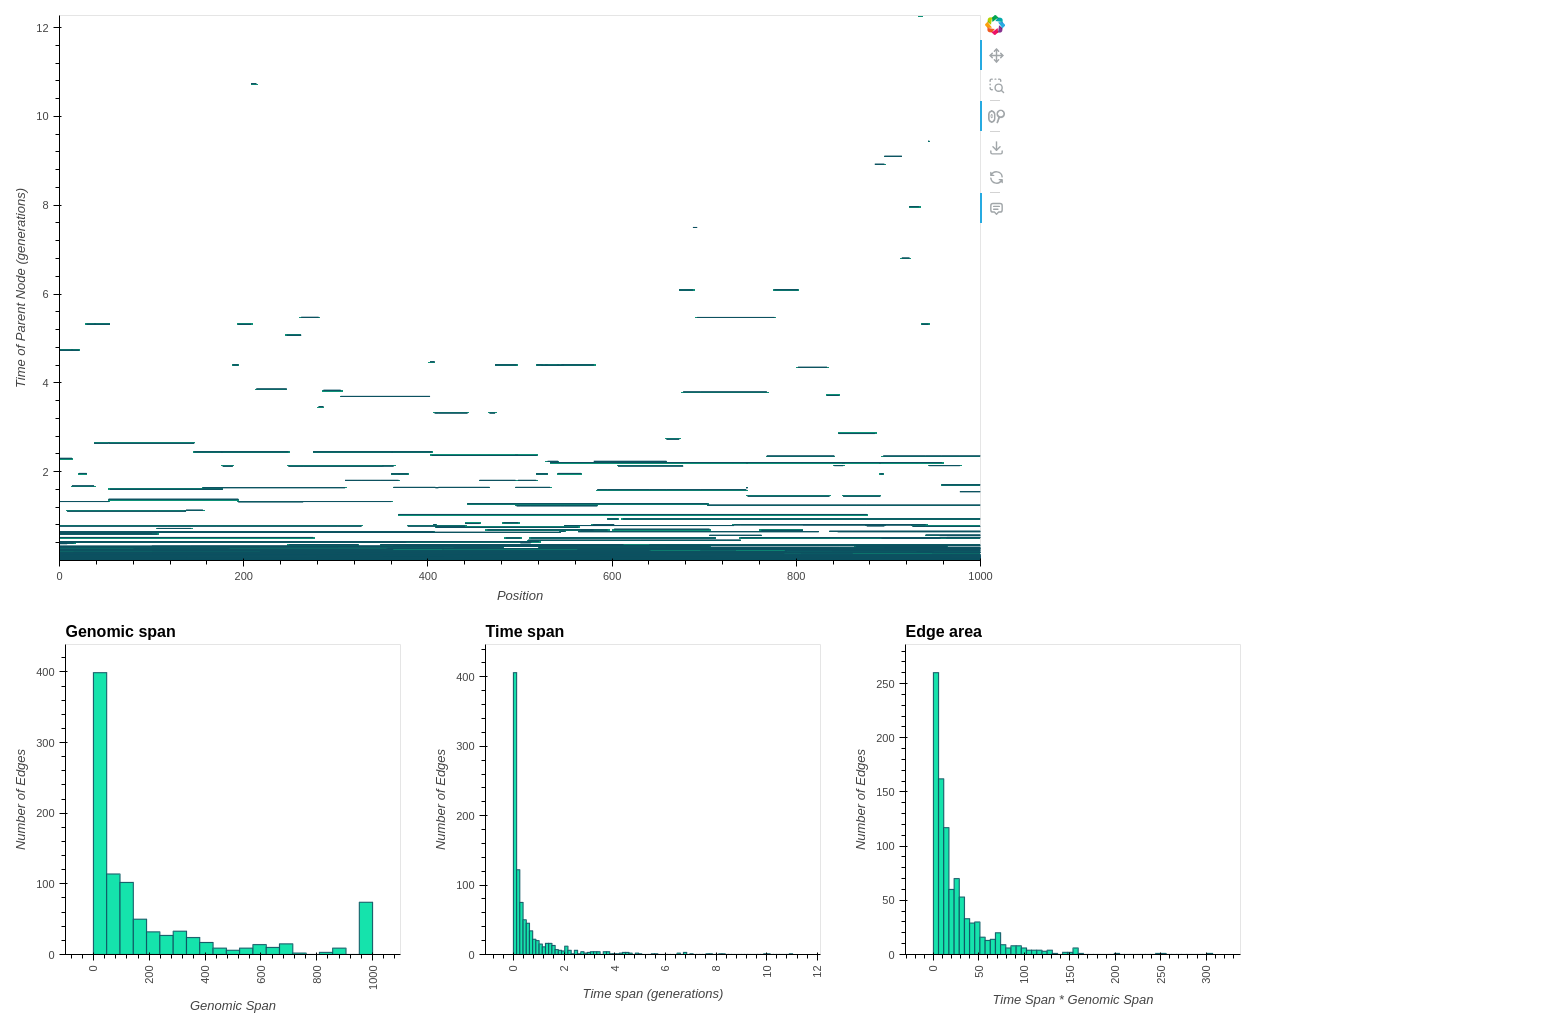 12
10
8
6
4
2
Time of Parent Node (generations)
0 200 400 600 800 1000
Position
Genomic span
400
300
200
100
0
Number of Edges
0 200 400 600 800 1000
Genomic Span
Time span
400
300
200
100
0
Number of Edges
0 2 4 6 8 10 12
Time span (generations)
Edge area
250
200
150
100
50
0
Number of Edges
0 50 100 150 200 250 300
Time Span * Genomic Span